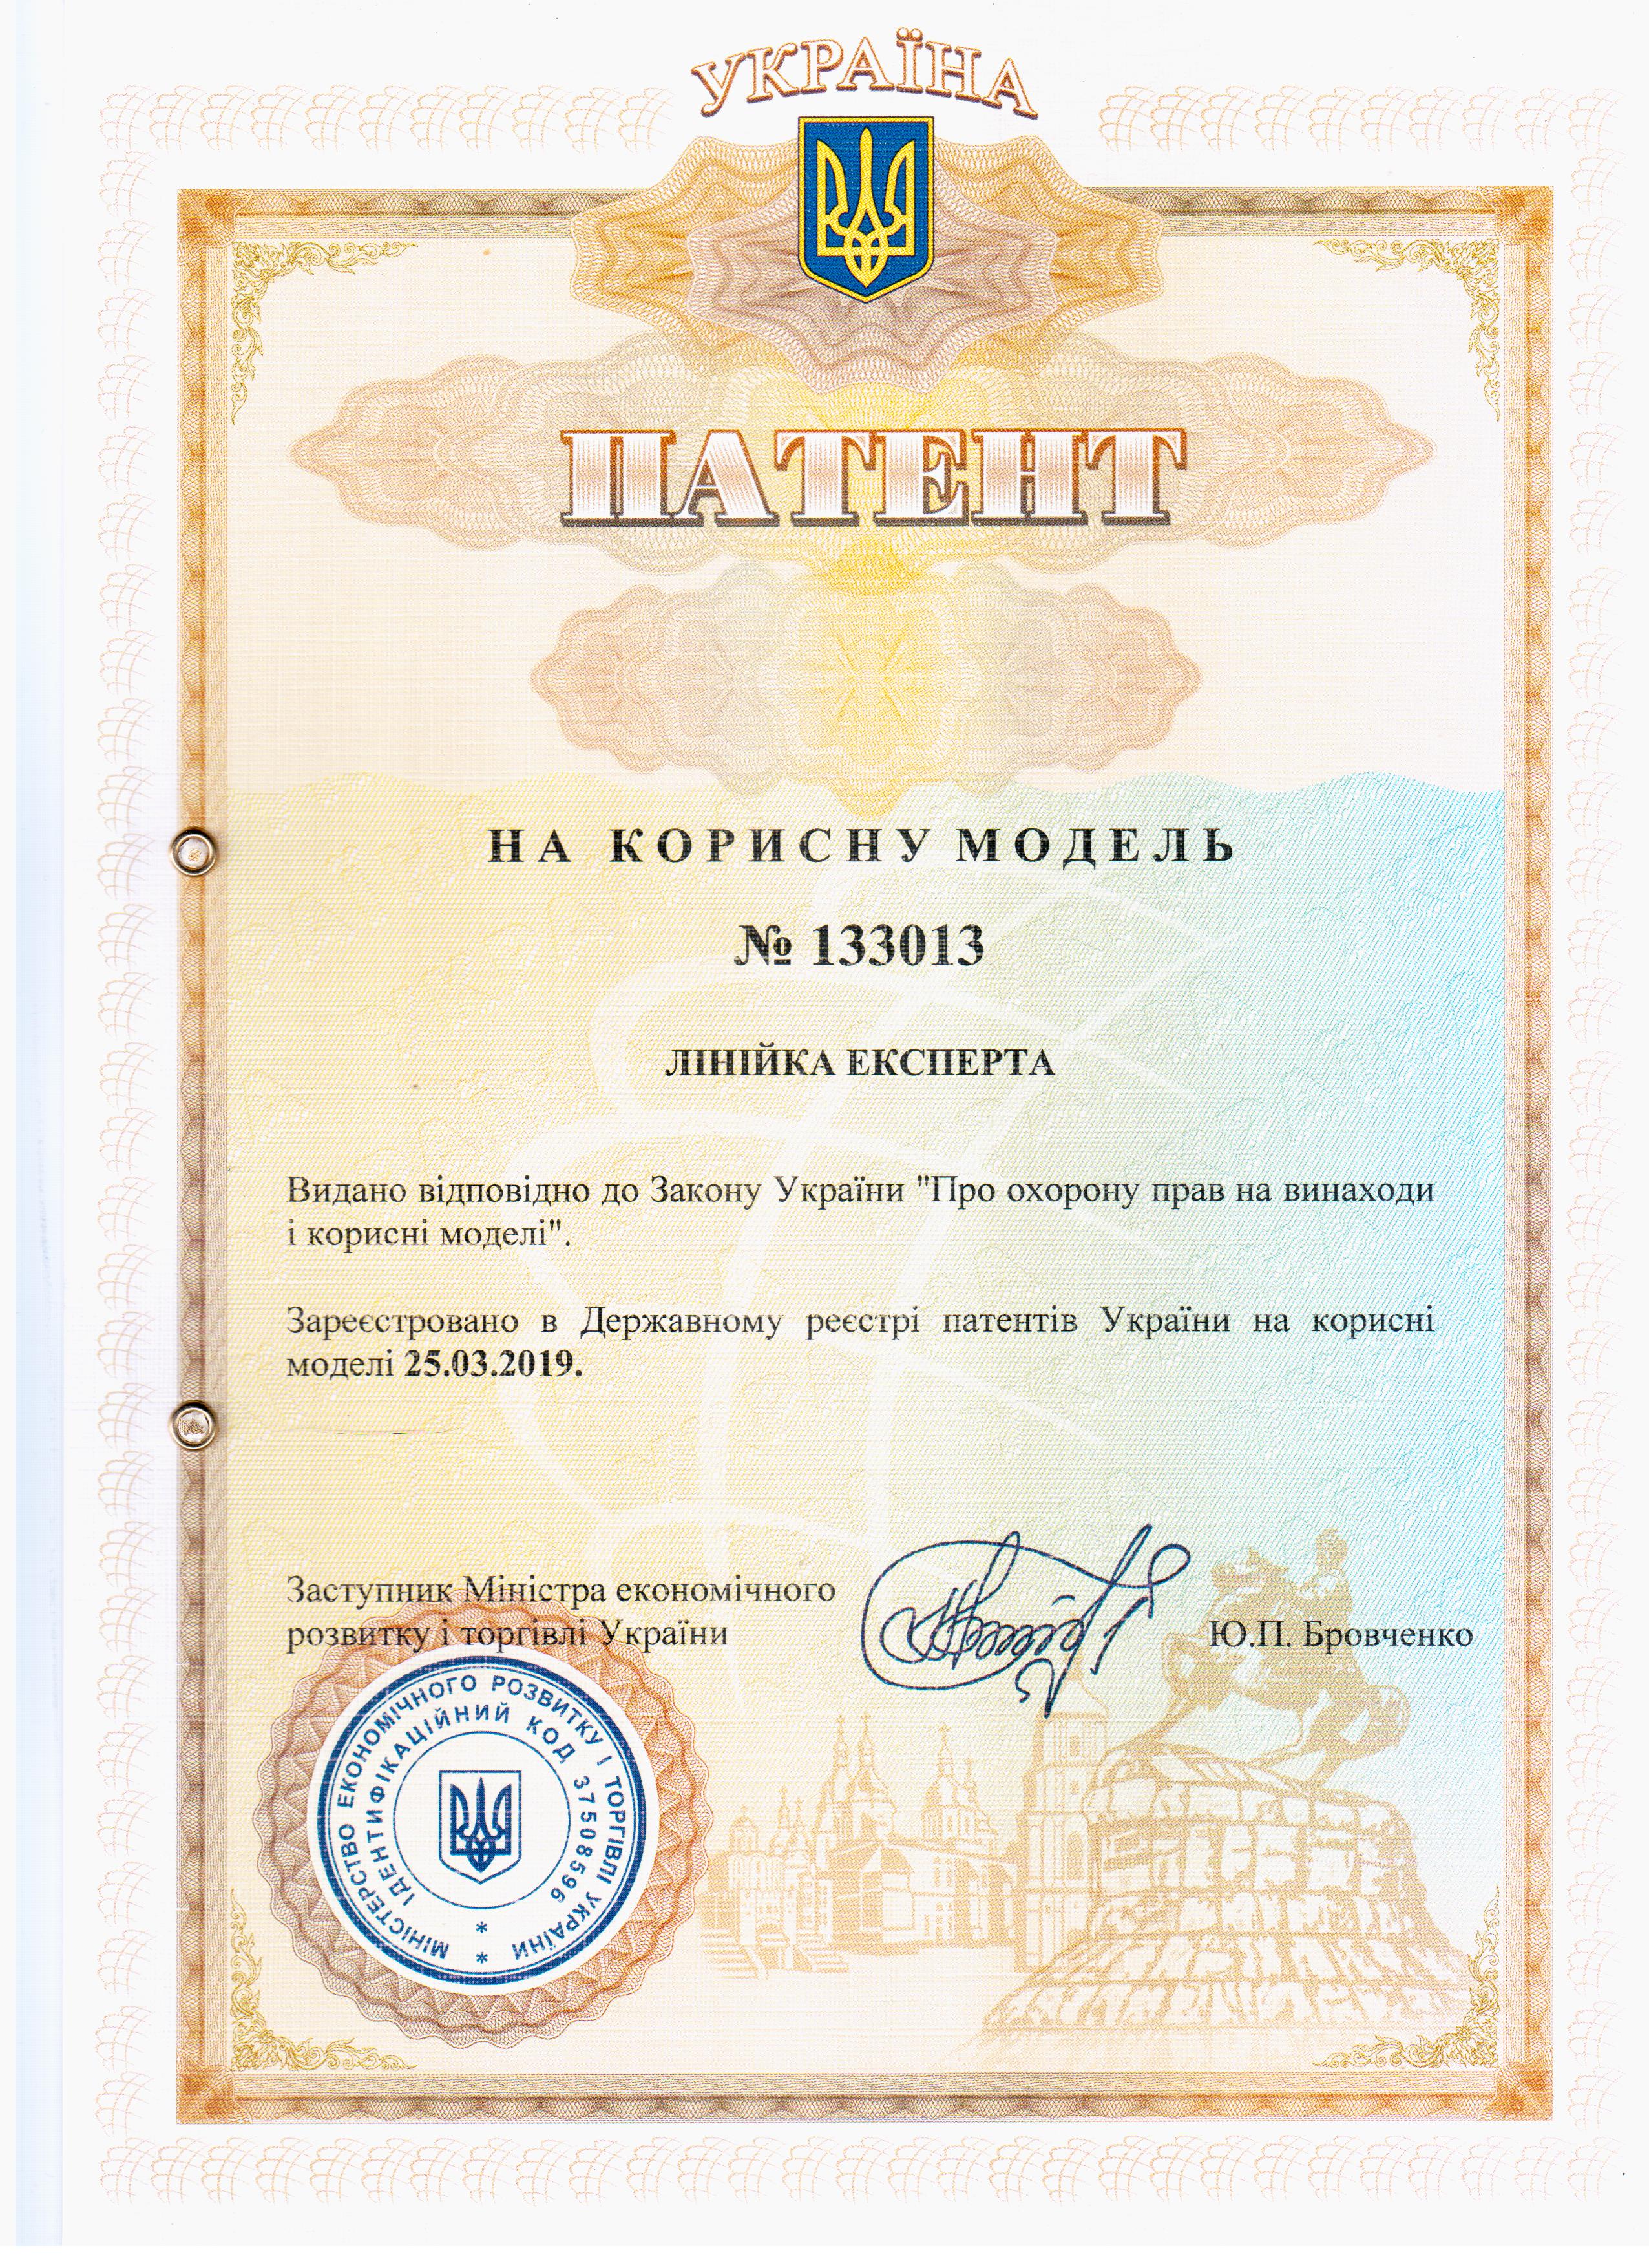 УКРАЇНА
ПАТЕНТ
НА КОРИСНУ МОДЕЛЬ
№ 133013
ЛІНІЙКА ЕКСПЕРТА
Видано відповідно до Закону України "Про охорону прав на винаходи
і корисні моделі".
Зареєстровано в Державному реєстрі патентів України на корисні
моделі 25.03.2019.
Заступник Міністра економічного
розвитку і торгівлі України
Ю.П. Бровченко
МІНІСТЕРСТВО ЕКОНОМІЧНОГО РОЗВИТКУ І ТОРГІВЛІ УКРАЇНИ *
ІДЕНТИФІКАЦІЙНИЙ КОД 37508596 *